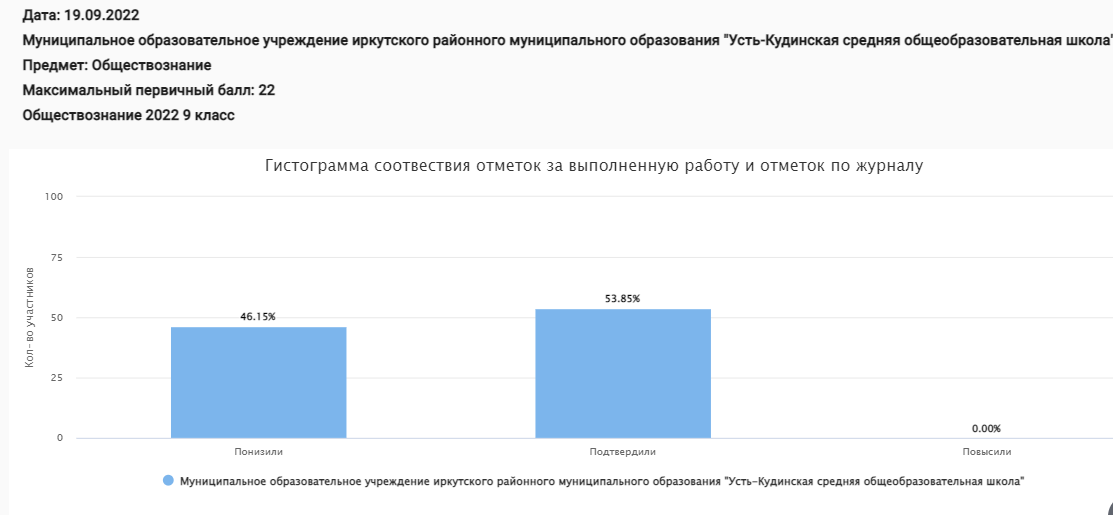 Дата: 19.09.2022
Муниципальное образовательное учреждение иркутского районного муниципального образования "Усть-Кудинская средняя общеобразовательная школа"
Предмет: Обществознание
Максимальный первичный балл: 22
Обществознание 2022 9 класс
Гистограмма соотвествия отметок за выполненную работу и отметок по журналу
100
75
50
25
0
Кол-во участников
46.15%
53.85%
0.00%
Понизили
Подтвердили
Повысили
Муниципальное образовательное учреждение иркутского районного муниципального образования "Усть-Кудинская средняя общеобразовательная школа"